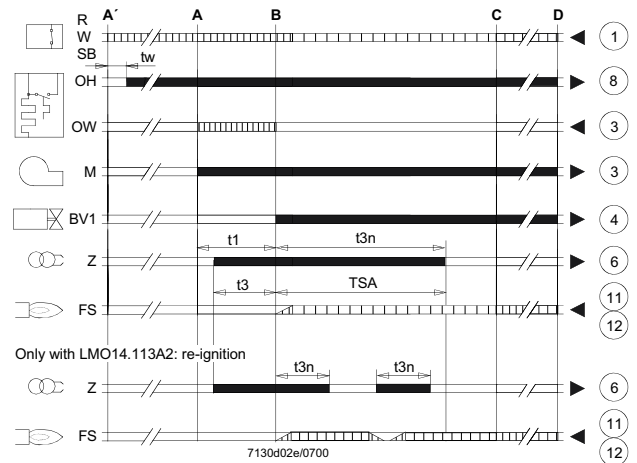 R A´ A B C D
W 1
SB tw
OH 8
OW 3
M 3
BV1 4
t1 t3n
Z 6
t3 TSA 11
FS 12
Only with LMO14.113A2: re-ignition
t3n t3n
Z 6
11
FS 12
7130d02e/0700